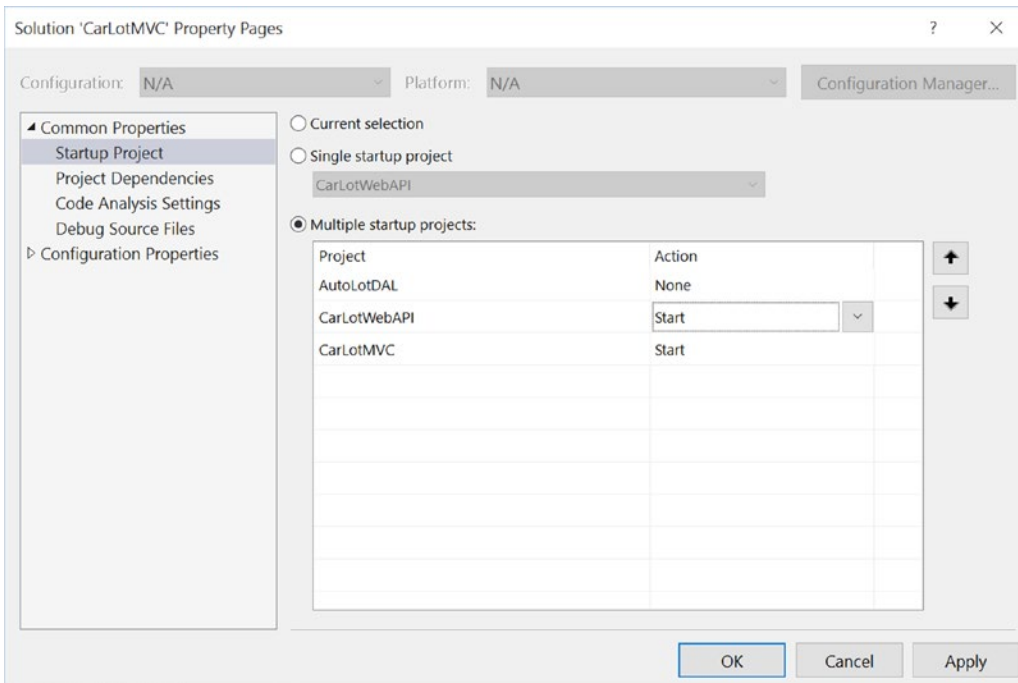 Solution 'CarLotMVC' Property Pages
?
Configuration: N/A Platform: N/A Configuration Manager...
Common Properties
Startup Project
Project Dependencies
Code Analysis Settings
Debug Source Files
Configuration Properties
Current selection
Single startup project
CarLotWebAPI
Multiple startup projects:
Project Action
AutoLotDAL None
CarLotWebAPI Start
CarLotMVC Start
OK Cancel Apply